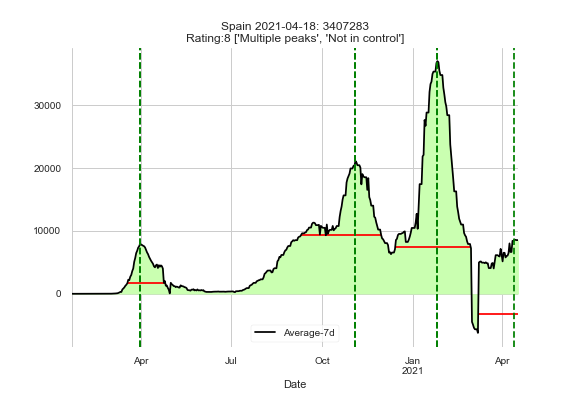 Spain 2021-04-18: 3407283
Rating:8 ['Multiple peaks', 'Not in control']
30000
20000
10000
0
Average-7d
Apr
Jul
Oct
Jan
2021
Apr
Date